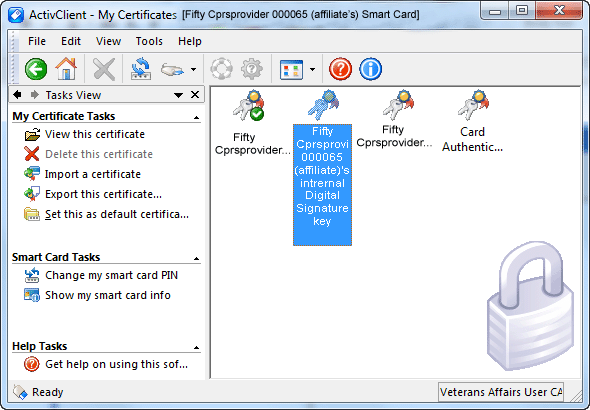 ActivClient - My Certificates [Fifty Cprsprovider 000065 (affiliate's) Smart Card]
File Edit View Tools Help
Tasks View
My Certificate Tasks
View this certificate
Delete this certificate
Import a certificate
Export this certificate...
Set this as default certifica...
Smart Card Tasks
Change my smart card PIN
Show my smart card info
Help Tasks
Get help on using this sof...
Fifty
Cprsprovider...
Fifty
Cprsprovi
000065
(affiliate)'s
intrernal
Digital
Signature
key
Fifty
Cprsprovider...
Card
Authentic...
Ready
Veterans Affairs User CA